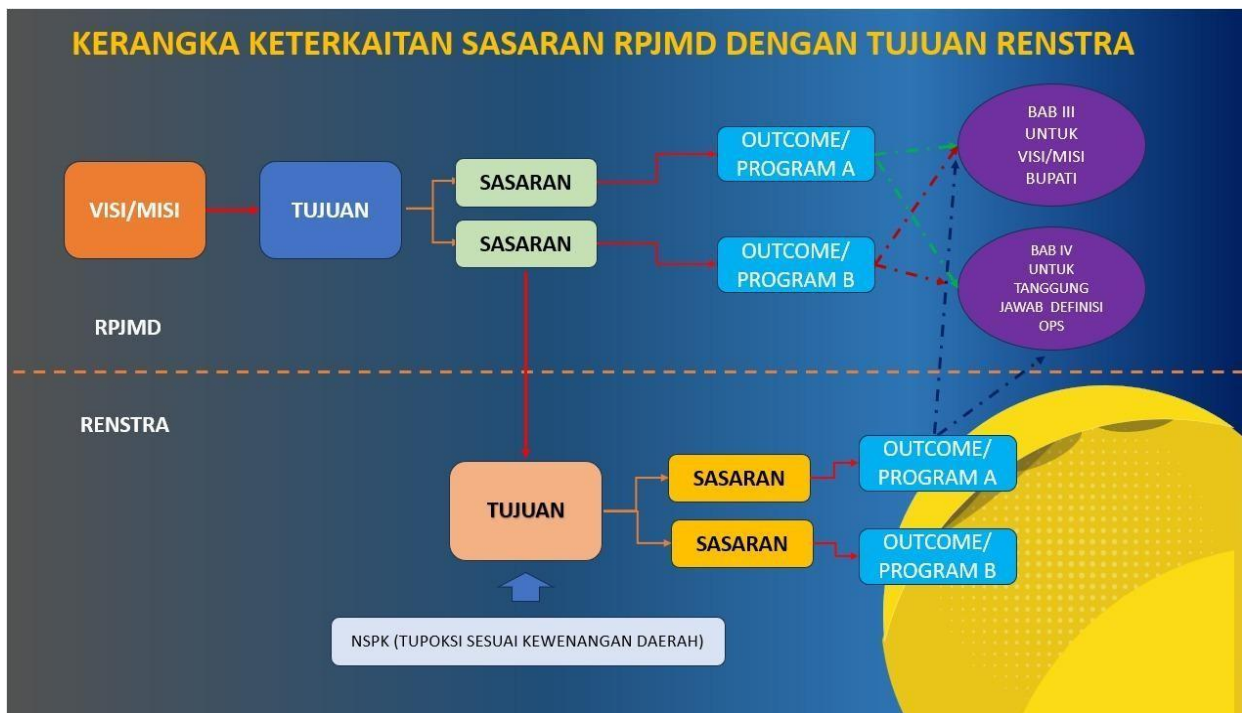 KERANGKA KETERKAITAN SASARAN RPJMD DENGAN TUJUAN RENSTRA
VISI/MISI
TUJUAN
SASARAN
SASARAN
OUTCOME/
PROGRAM A
OUTCOME/
PROGRAM B
BAB III
UNTUK
VISI/MISI
BUPATI
BAB IV
UNTUK
TANGGUNG
JAWAB DEFINISI
OPS
RPJMD
RENSTRA
TUJUAN
SASARAN
SASARAN
OUTCOME/
PROGRAM A
OUTCOME/
PROGRAM B
NSPK (TUPOKSI SESUAI KEWENANGAN DAERAH)